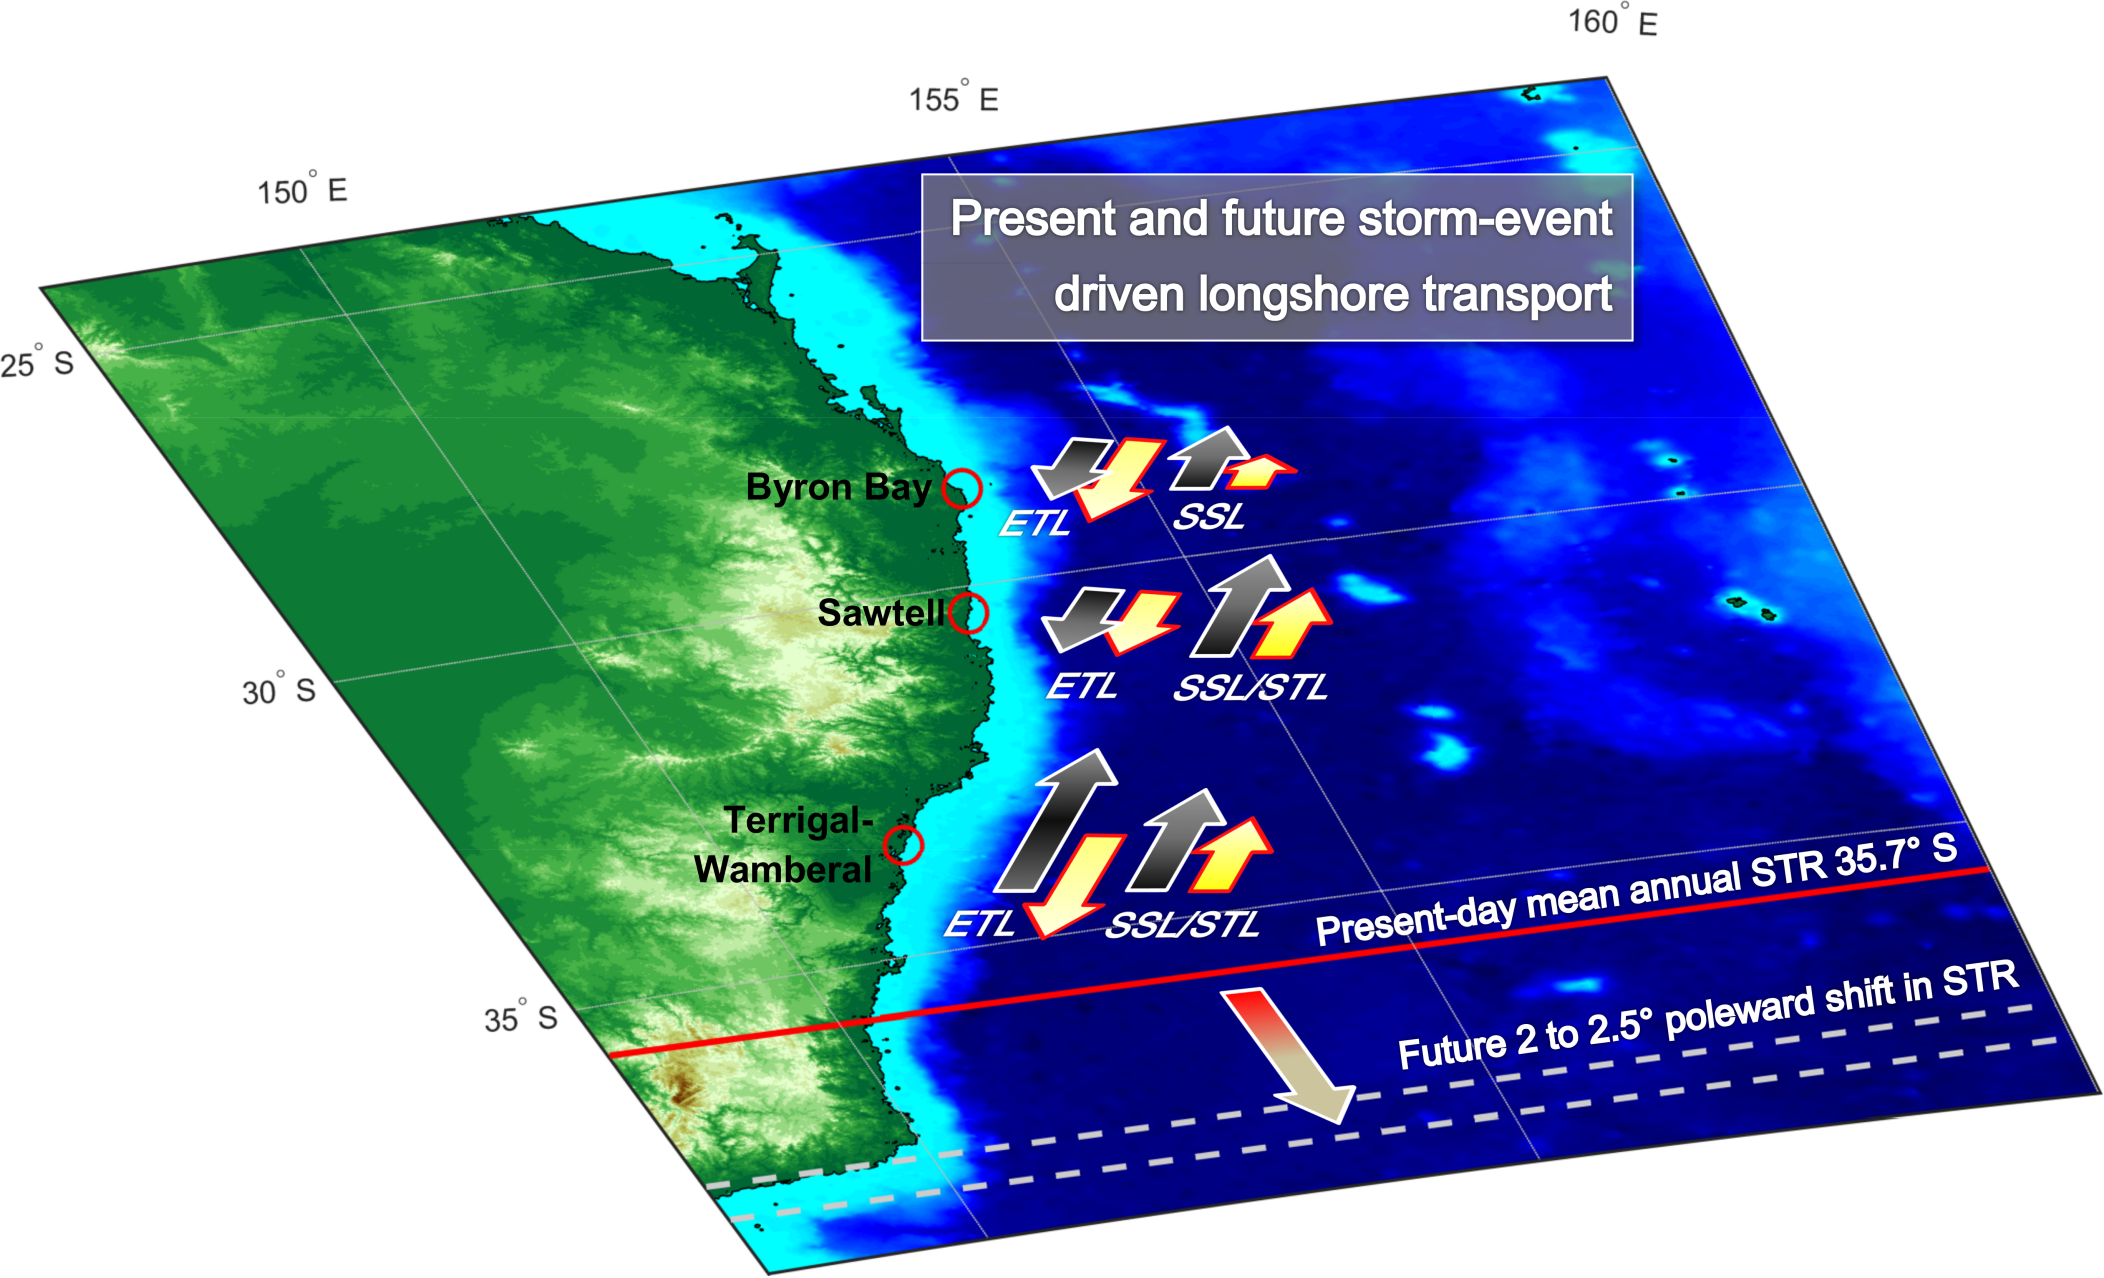 160° E
155° E
150° E
Present and future storm-event
driven longshore transport
25° S
Byron Bay
ETL
SSL
Sawtell
30° S
ETL
SSL/STL
Terrigal-
Wamberal
ETL
SSL/STL
Present-day mean annual STR 35.7° S
35° S
Future 2 to 2.5° poleward shift in STR